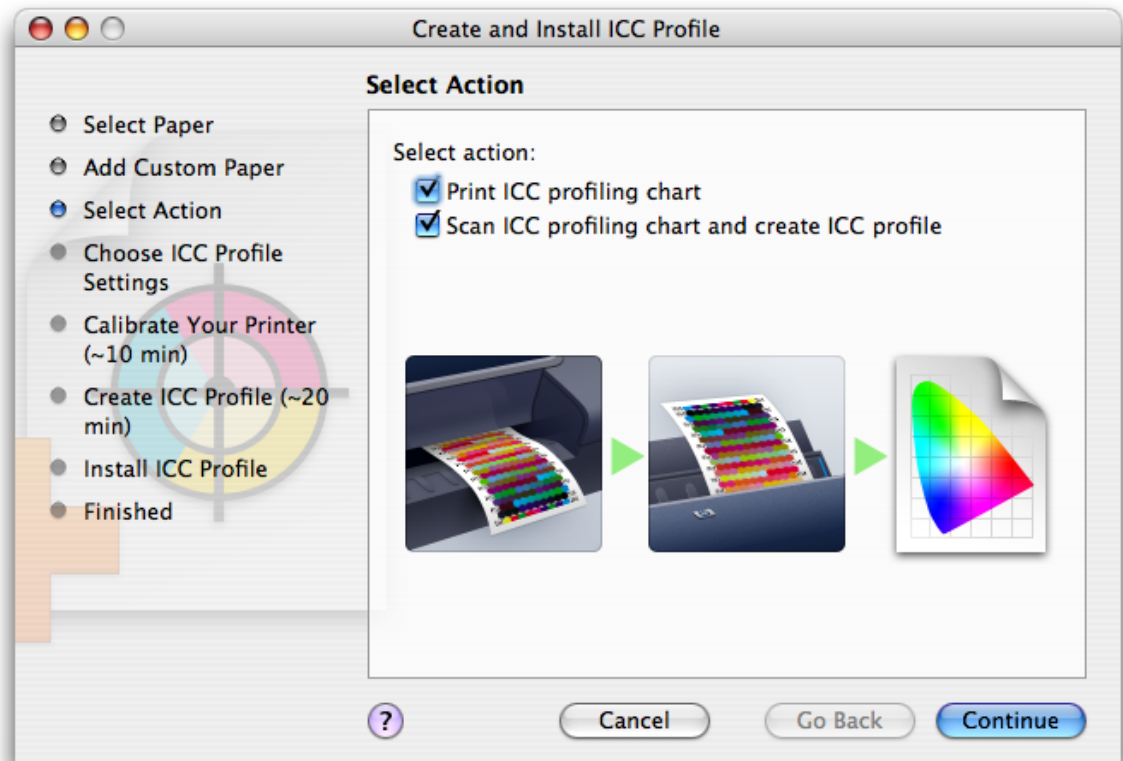 Create and Install ICC Profile
Select Action
Select Paper
Add Custom Paper
Select Action
Choose ICC Profile
Settings
Calibrate Your Printer
(~10 min)
Create ICC Profile (~20
min)
Install ICC Profile
Finished
Select action:
Print ICC profiling chart
Scan ICC profiling chart and create ICC profile
hp
?
Cancel
Go Back
Continue